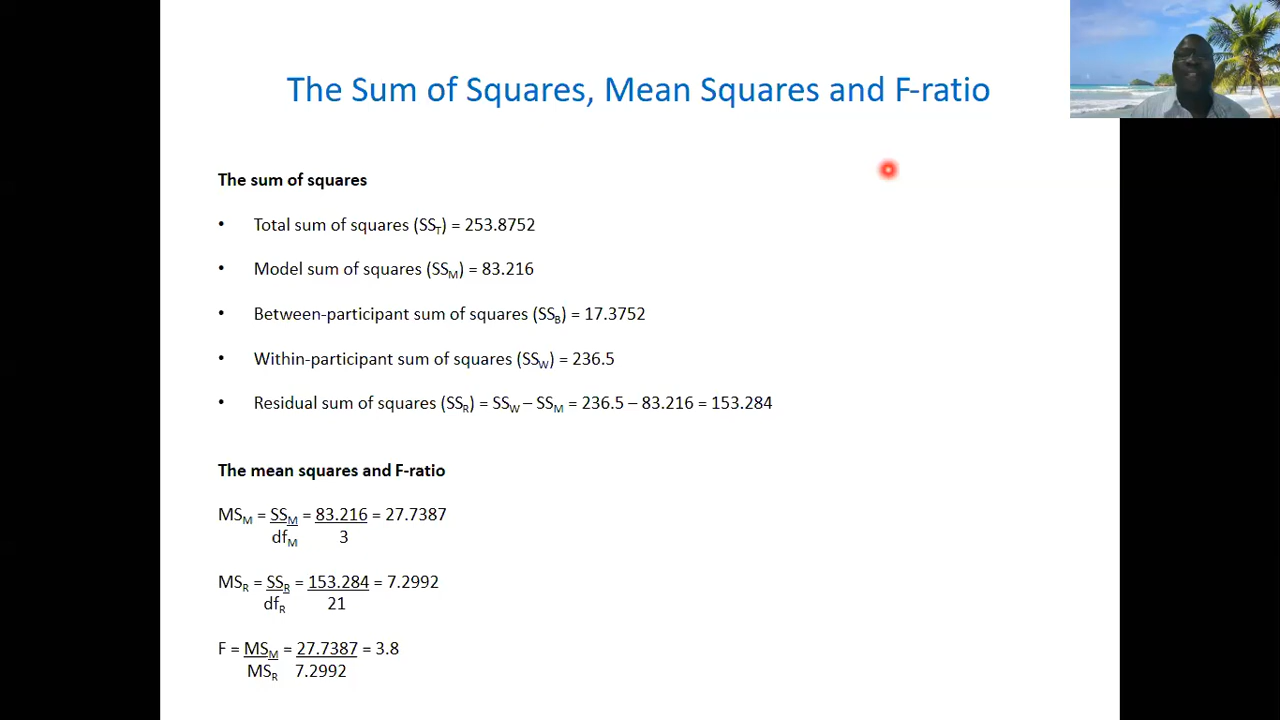 The Sum of Squares, Mean Squares and F-ratio
The sum of squares
• Total sum of squares (SST) = 253.8752
• Model sum of squares (SSM) = 83.216
• Between-participant sum of squares (SSB) = 17.3752
• Within-participant sum of squares (SSW) = 236.5
• Residual sum of squares (SSR) = SSW – SSM = 236.5 – 83.216 = 153.284
The mean squares and F-ratio
MSM = SSM = 83.216 = 27.7387
dfM 3
MSR = SSR = 153.284 = 7.2992
dfR 21
F = MSM = 27.7387 = 3.8
MSR 7.2992